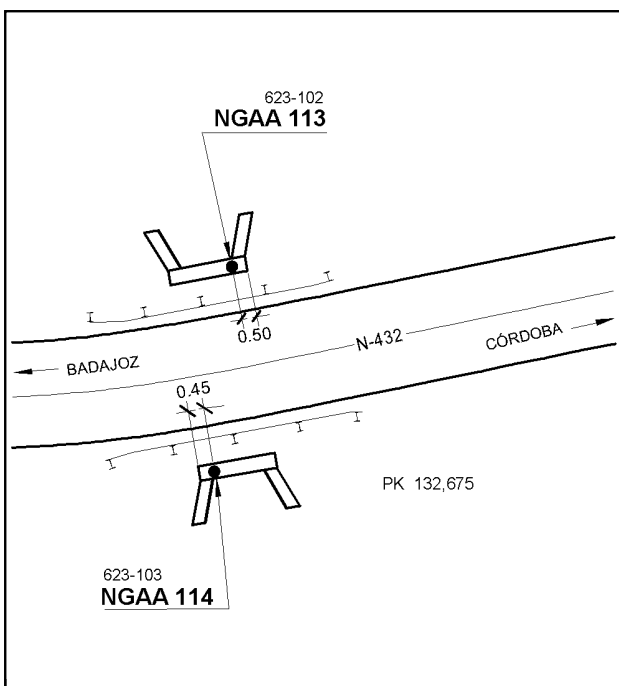 623-102
NGAA 113
0.50
N-432
CÓRDOBA
BADAJOZ
0.45
PK 132,675
623-103
NGAA 114